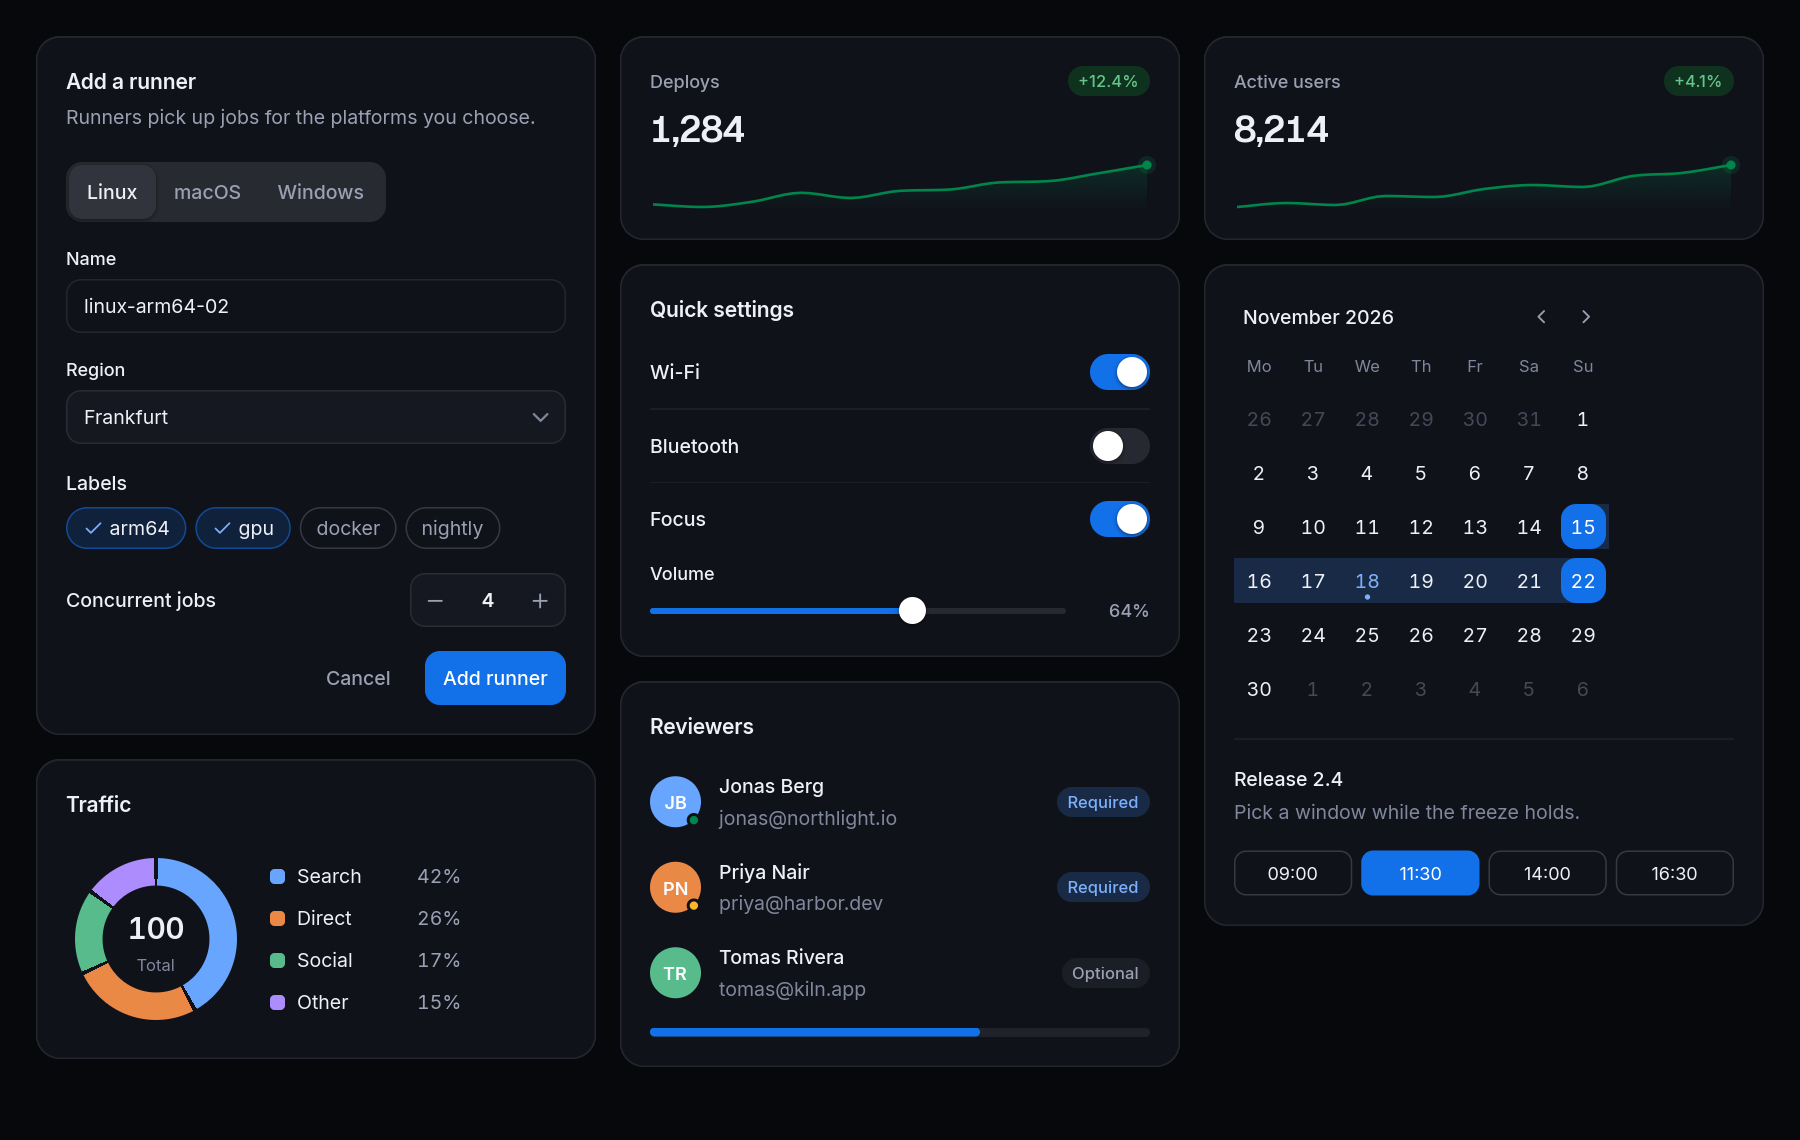 Add a runner
Runners pick up jobs for the platforms you choose.
Linux macOS Windows
Name
linux-arm64-02
Region
Frankfurt
Labels
arm64 gpu docker nightly
Concurrent jobs 4
Cancel Add runner
Traffic
100
Total
Search 42%
Direct 26%
Social 17%
Other 15%
Deploys +12.4%
1,284
Quick settings
Wi-Fi
Bluetooth
Focus
Volume
64%
Reviewers
JB Jonas Berg
jonas@northlight.io
Required
PN Priya Nair
priya@harbor.dev
Required
TR Tomas Rivera
tomas@kiln.app
Optional
Active users +4.1%
8,214
November 2026
Mo Tu We Th Fr Sa Su
26 27 28 29 30 31 1
2 3 4 5 6 7 8
9 10 11 12 13 14 15
16 17 18 19 20 21 22
23 24 25 26 27 28 29
30 1 2 3 4 5 6
Release 2.4
Pick a window while the freeze holds.
09:00 11:30 14:00 16:30